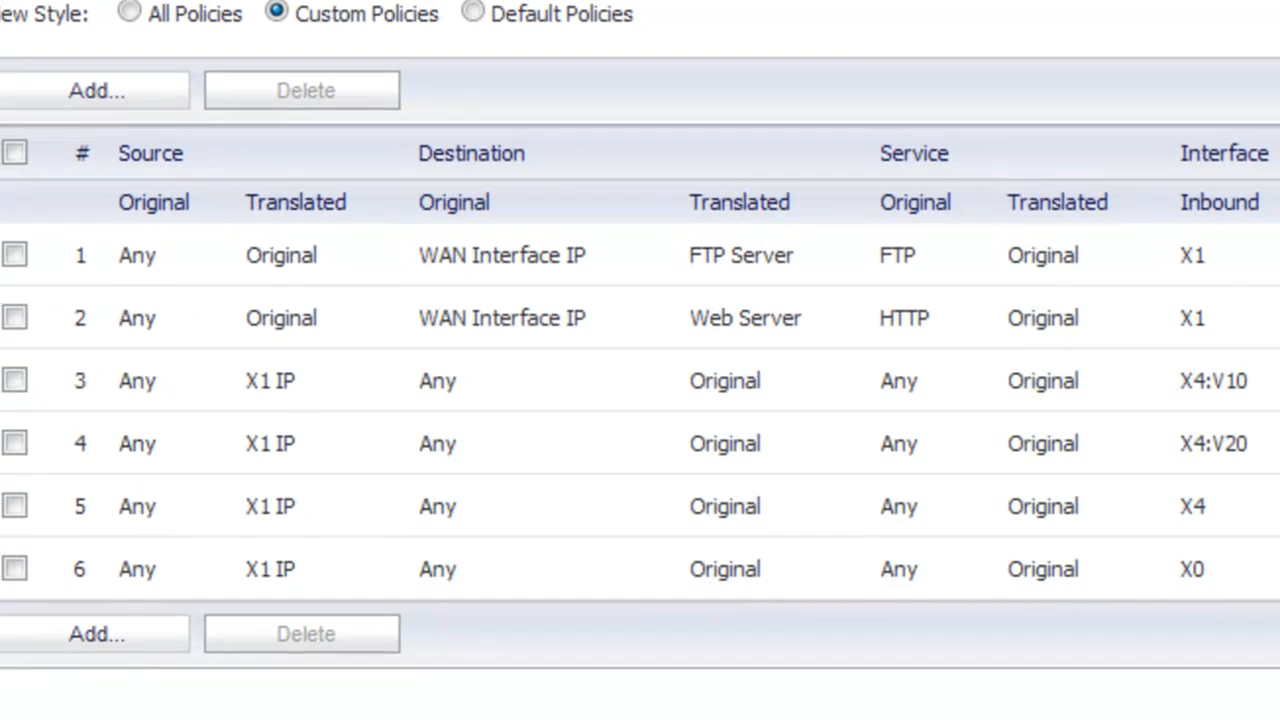 ew Style: All Policies Custom Policies Default Policies
Add... Delete
# Source Destination Service Interface
Original Translated Original Translated Original Translated Inbound
1 Any Original WAN Interface IP FTP Server FTP Original X1
2 Any Original WAN Interface IP Web Server HTTP Original X1
3 Any X1 IP Any Original Any Original X4:V10
4 Any X1 IP Any Original Any Original X4:V20
5 Any X1 IP Any Original Any Original X4
6 Any X1 IP Any Original Any Original X0
Add... Delete